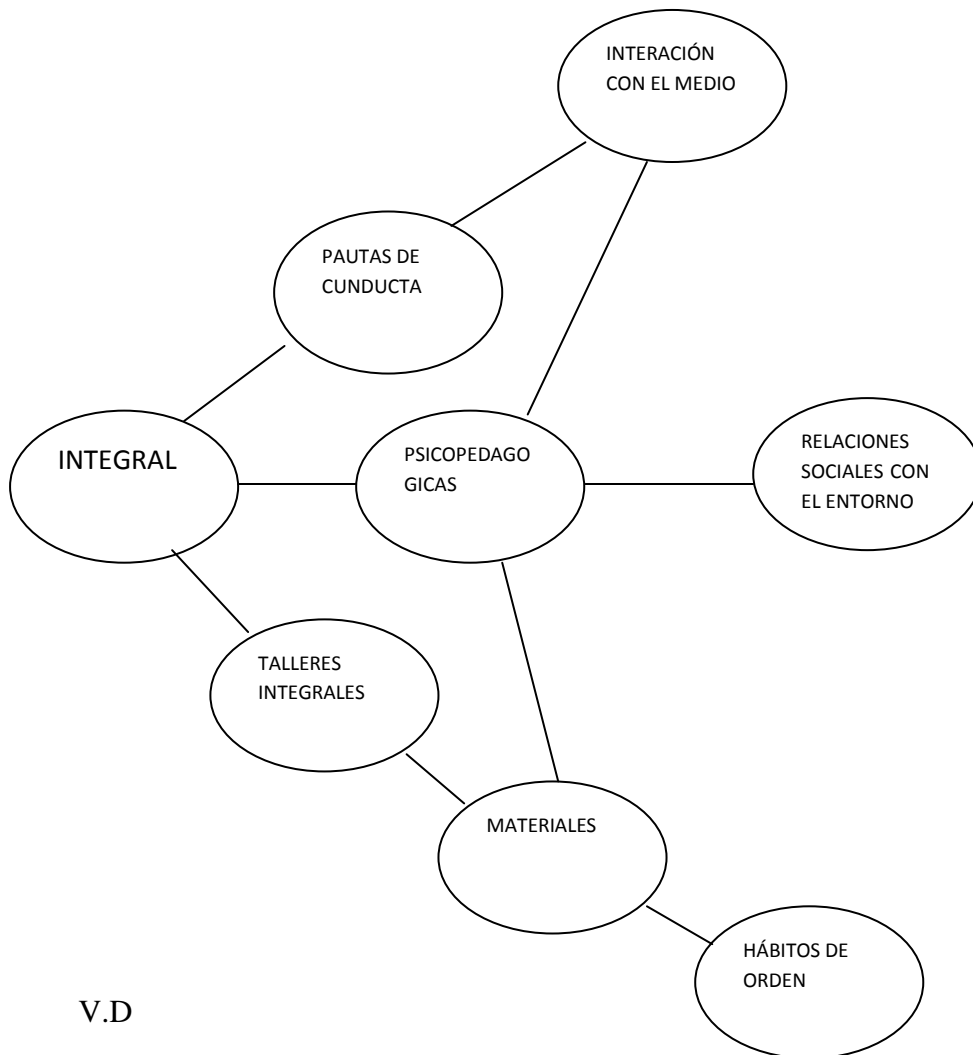 INTERACIÓN
CON EL MEDIO
PAUTAS DE
CUNDUCTA
INTEGRAL
PSICOPEDAGO
GICAS
RELACIONES
SOCIALES CON
EL ENTORNO
TALLERES
INTEGRALES
MATERIALES
HÁBITOS DE
ORDEN
V.D